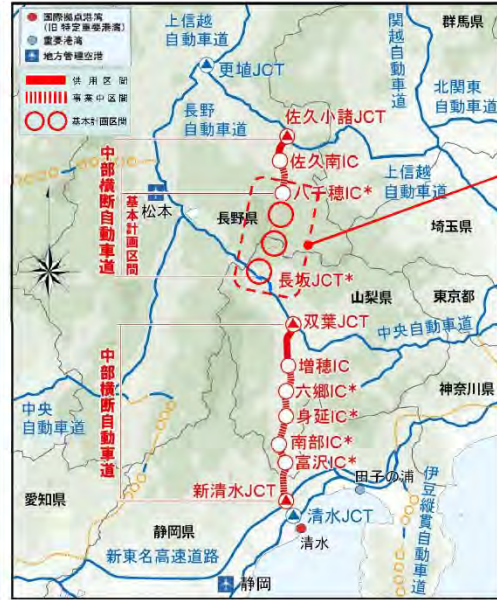 国際拠点港湾
(旧 特定重要港湾)
重要港湾
地方管理空港
供用区間
事業中区間
基本計画区間
上信越
自動車道
群馬県
関越
自動車道
更埴JCT
北関東
自動車道
長野
自動車道
佐久小諸JCT
佐久南IC
上信越
自動車道
八千穂IC*
松本
長野県
埼玉県
中部横断自動車道
基本計画区間
長坂JCT*
山梨県
東京都
双葉JCT
中央自動車道
増穂IC
中部横断自動車道
六郷IC*
神奈川県
中央
自動車道
身延IC*
南部IC*
富沢IC*
田子の浦
新清水JCT
愛知県
清水JCT
伊豆縦貫自動車道
静岡県
清水
新東名高速道路
静岡